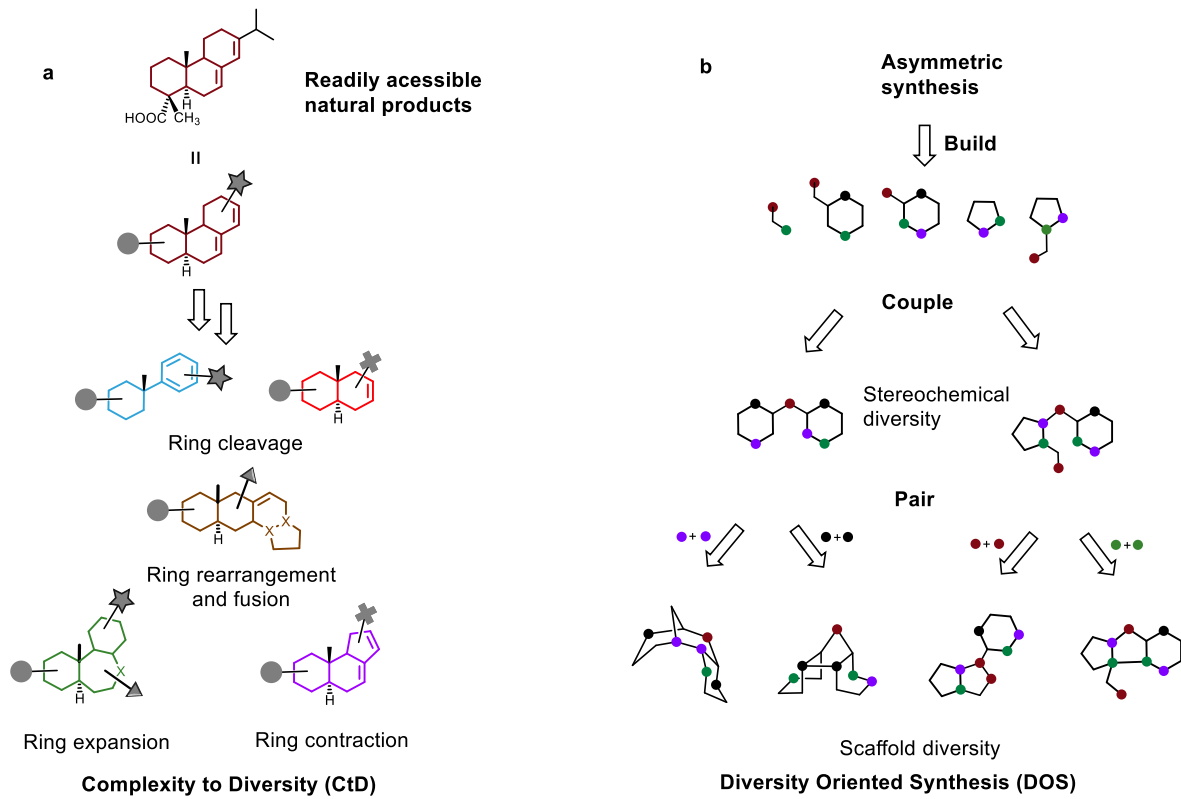 a
Readily acessible
natural products
HOOC CH3
H
H
H
Ring cleavage
X
X
H
Ring rearrangement
and fusion
X
H
H
Ring expansion
Ring contraction
Complexity to Diversity (CtD)
b
Asymmetric
synthesis
Build
Couple
Stereochemical
diversity
Pair
+
+
+
+
Scaffold diversity
Diversity Oriented Synthesis (DOS)